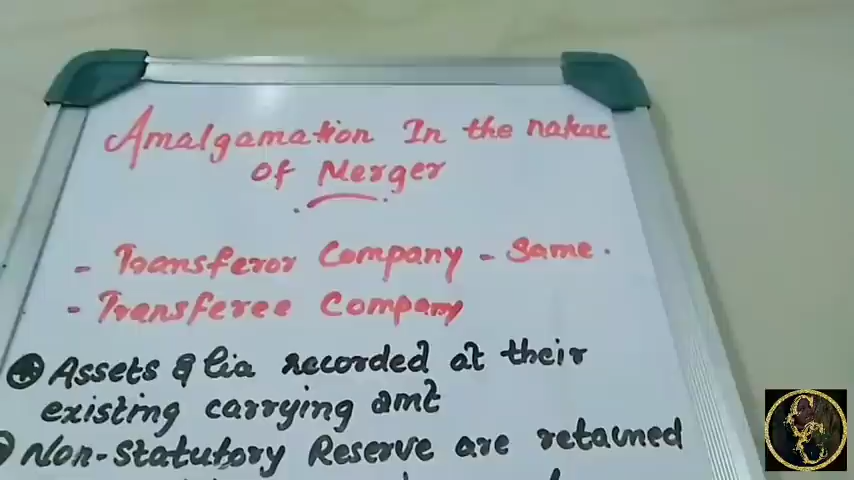 Amalgamation In the nature
of Merger
- Transferor Company - Same.
- Transferee Company
Assets & lia recorded at their
existing carrying amt
Non-Statutory Reserve are retained